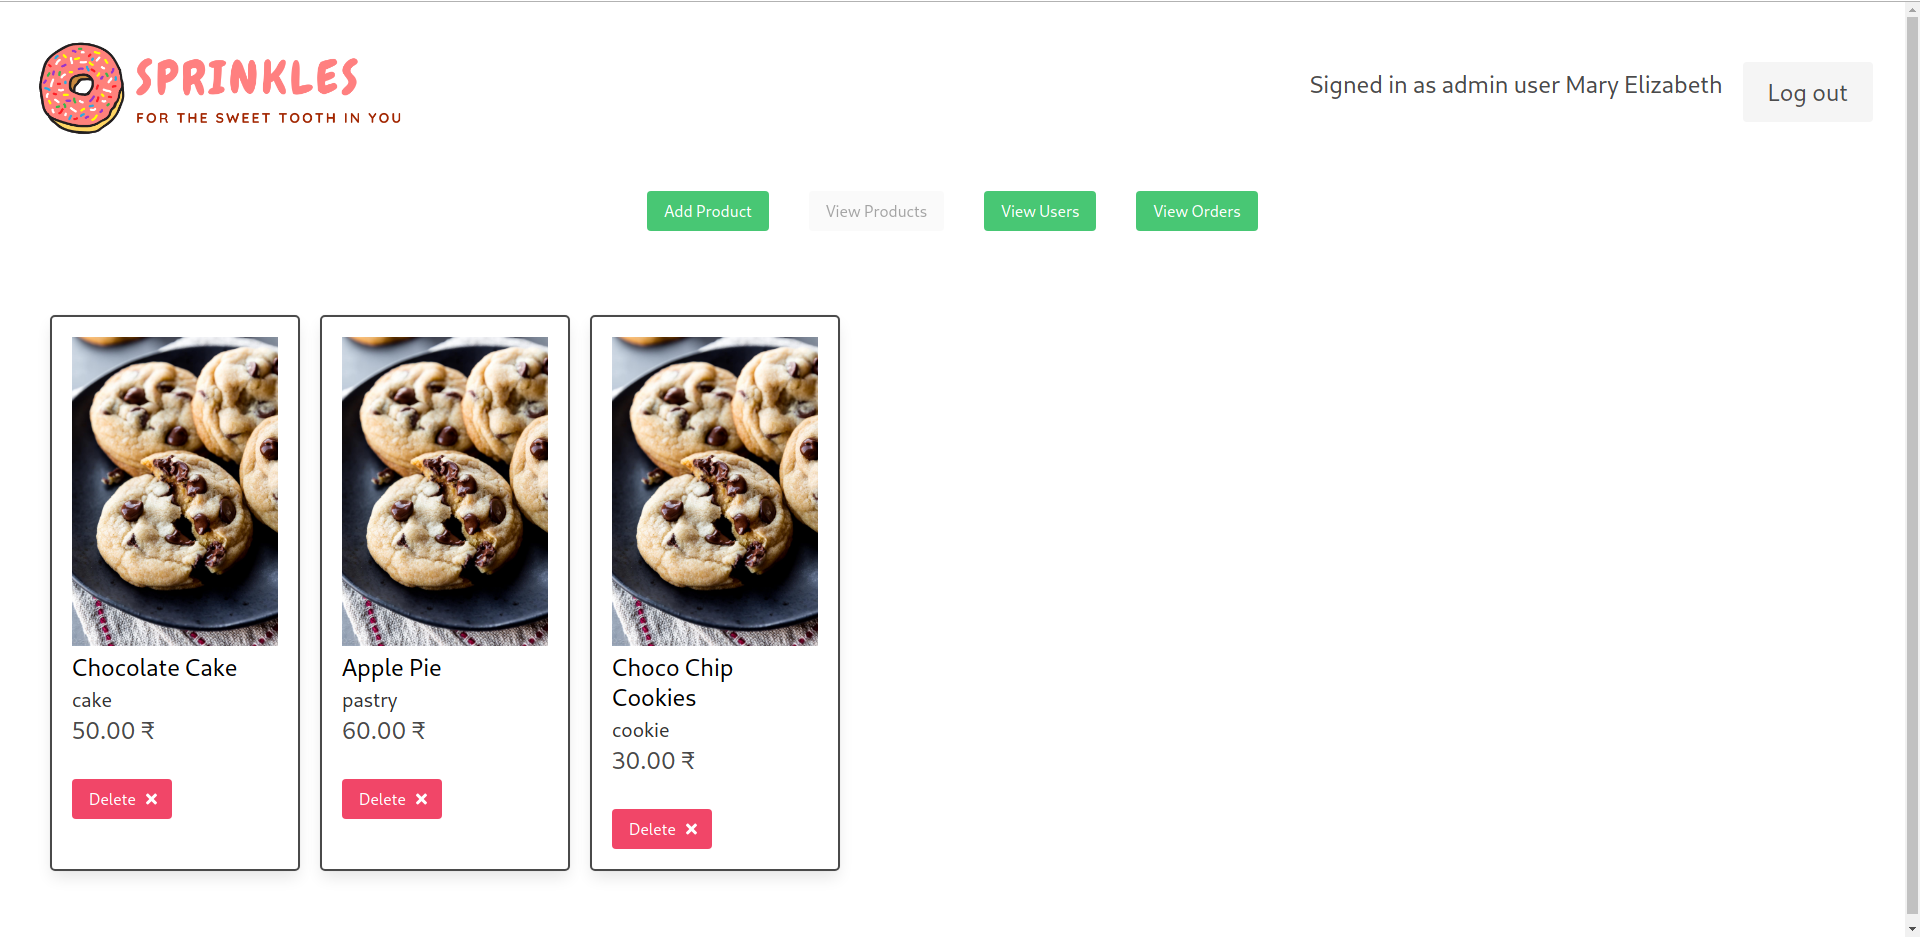 SPRINKLES
FOR THE SWEET TOOTH IN YOU
Signed in as admin user Mary Elizabeth
Log out
Add Product
View Products
View Users
View Orders
Chocolate Cake
cake
50.00 ₹
Delete
Apple Pie
pastry
60.00 ₹
Delete
Choco Chip
Cookies
cookie
30.00 ₹
Delete